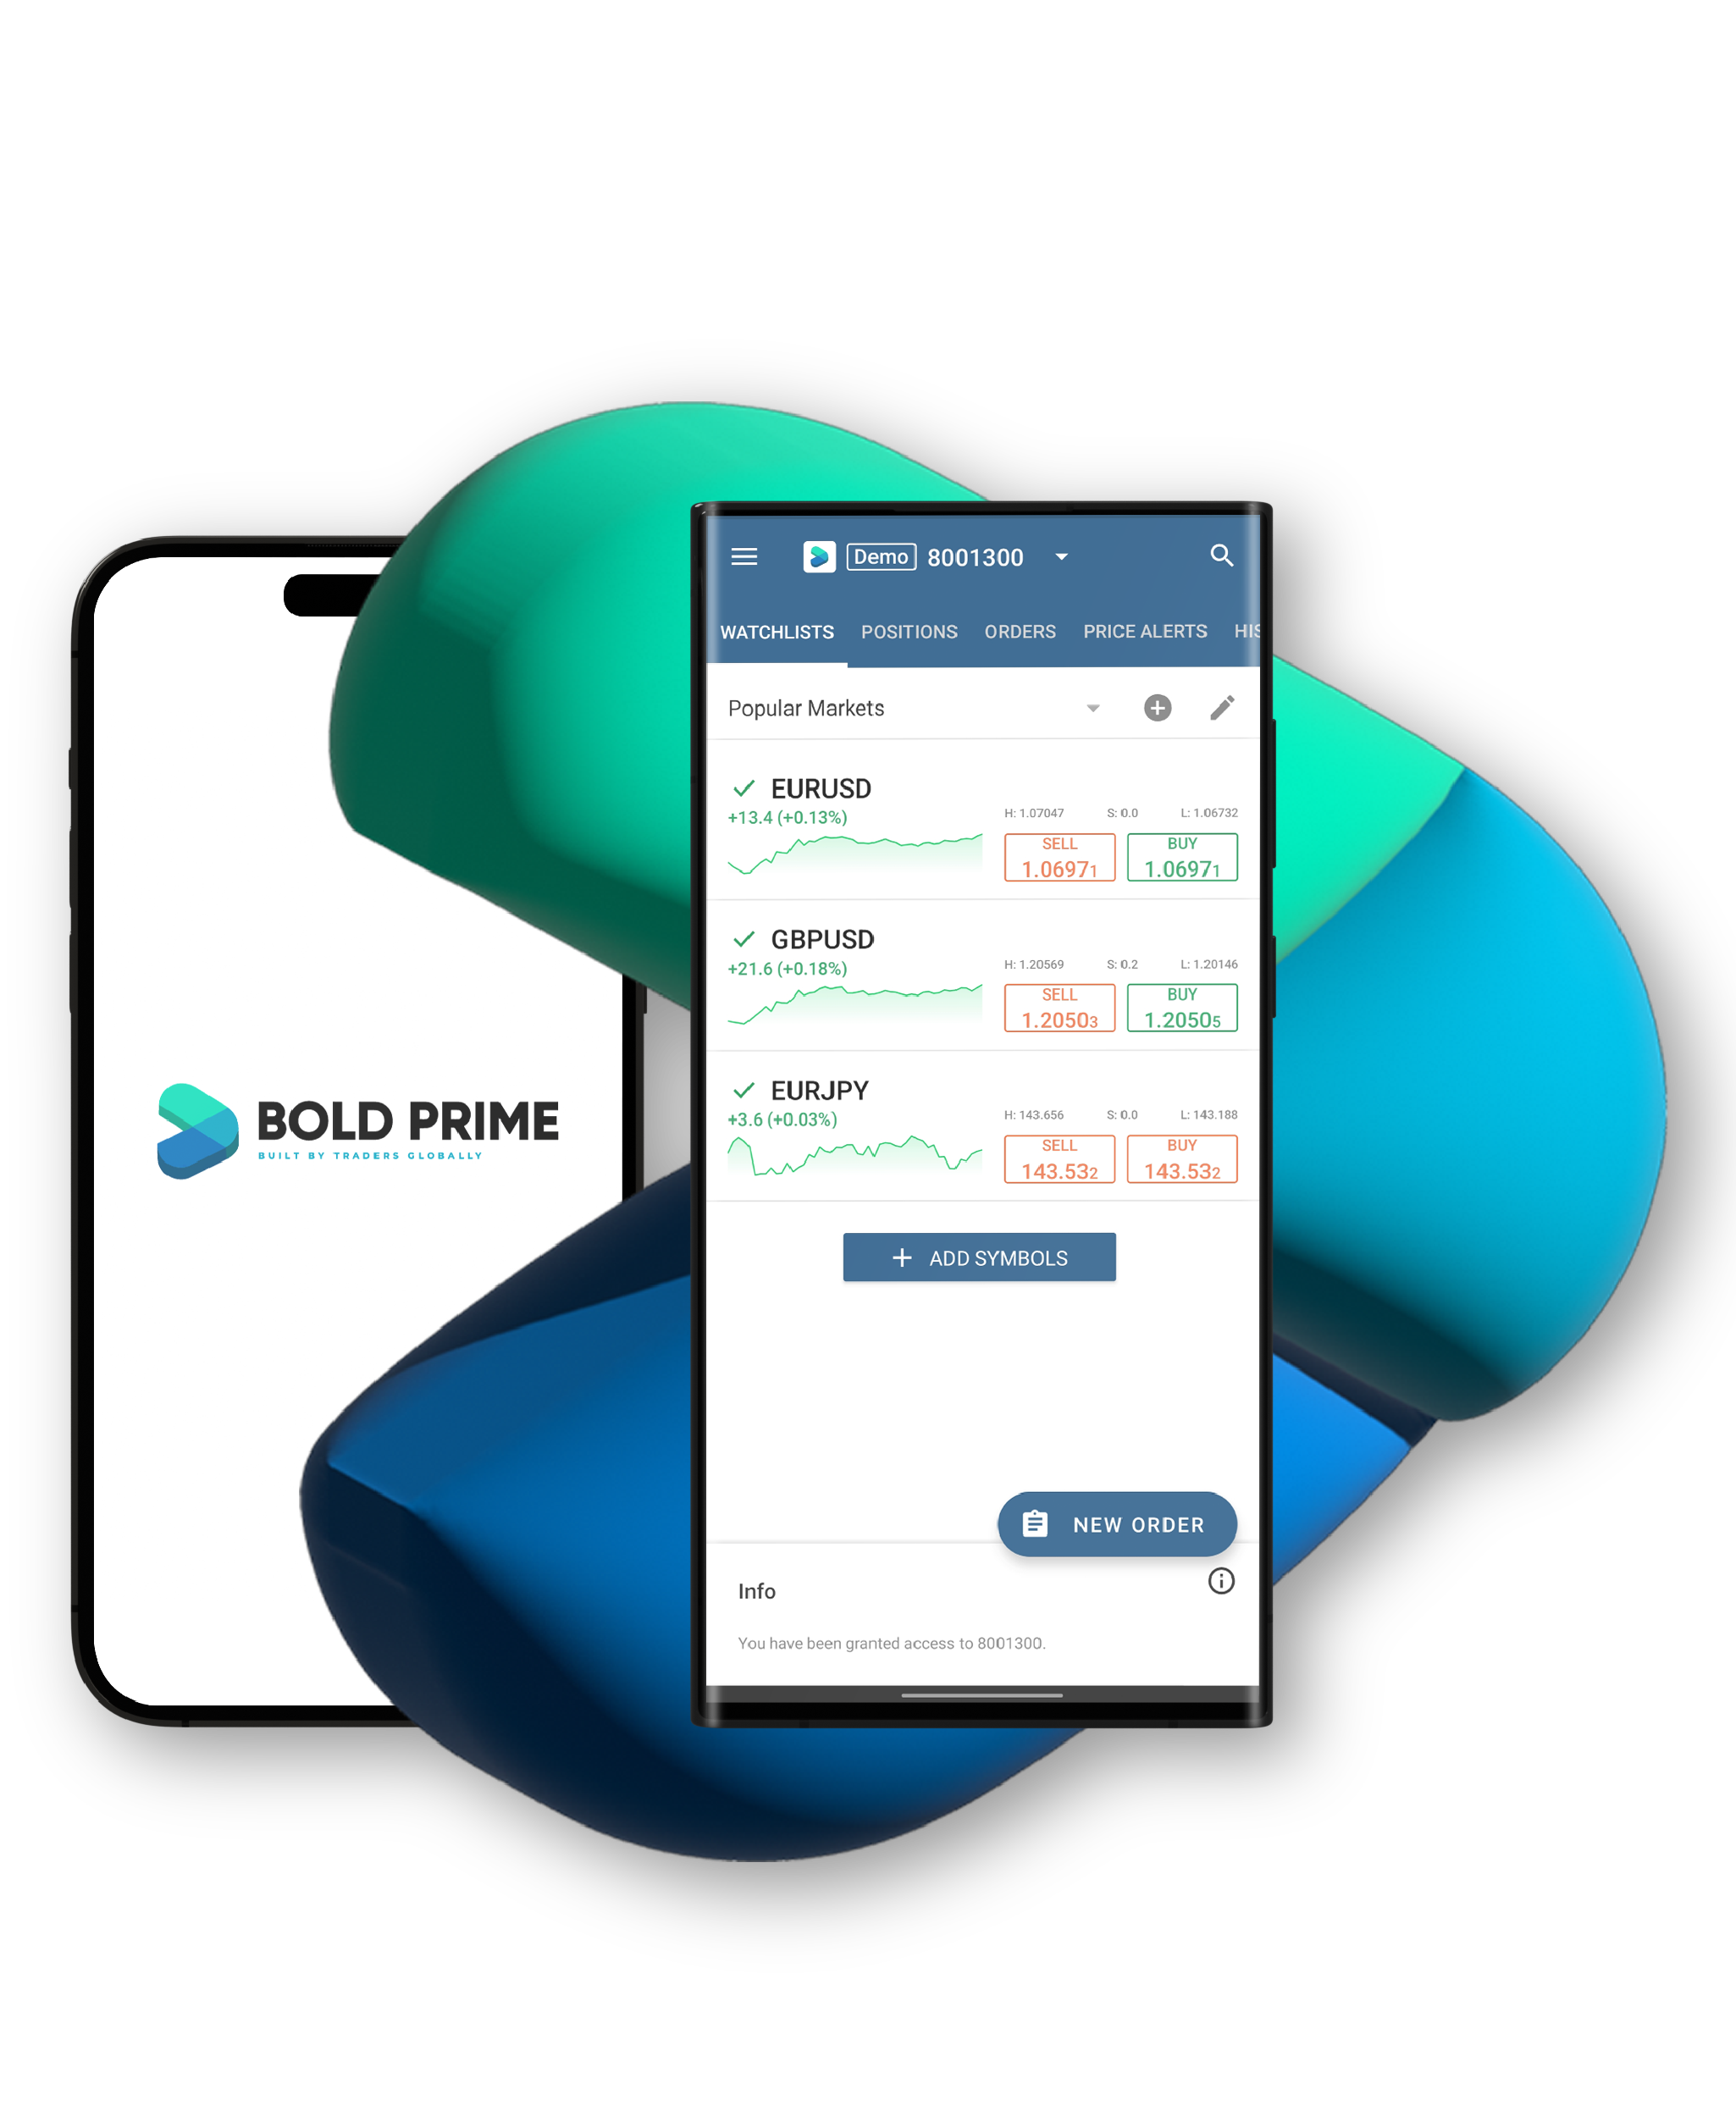 BOLD PRIME
BUILT BY TRADERS GLOBALLY
Demo 8001300
WATCHLISTS POSITIONS ORDERS PRICE ALERTS HIS
Popular Markets
EURUSD
+13.4 (+0.13%)
H: 1.07047 S: 0.0 L: 1.06732
SELL BUY
1.06971 1.06971
GBPUSD
+21.6 (+0.18%)
H: 1.20569 S: 0.2 L: 1.20146
SELL BUY
1.20503 1.20505
EURJPY
+3.6 (+0.03%)
H: 143.656 S: 0.0 L: 143.188
SELL BUY
143.532 143.532
+ ADD SYMBOLS
NEW ORDER
Info
You have been granted access to 8001300.